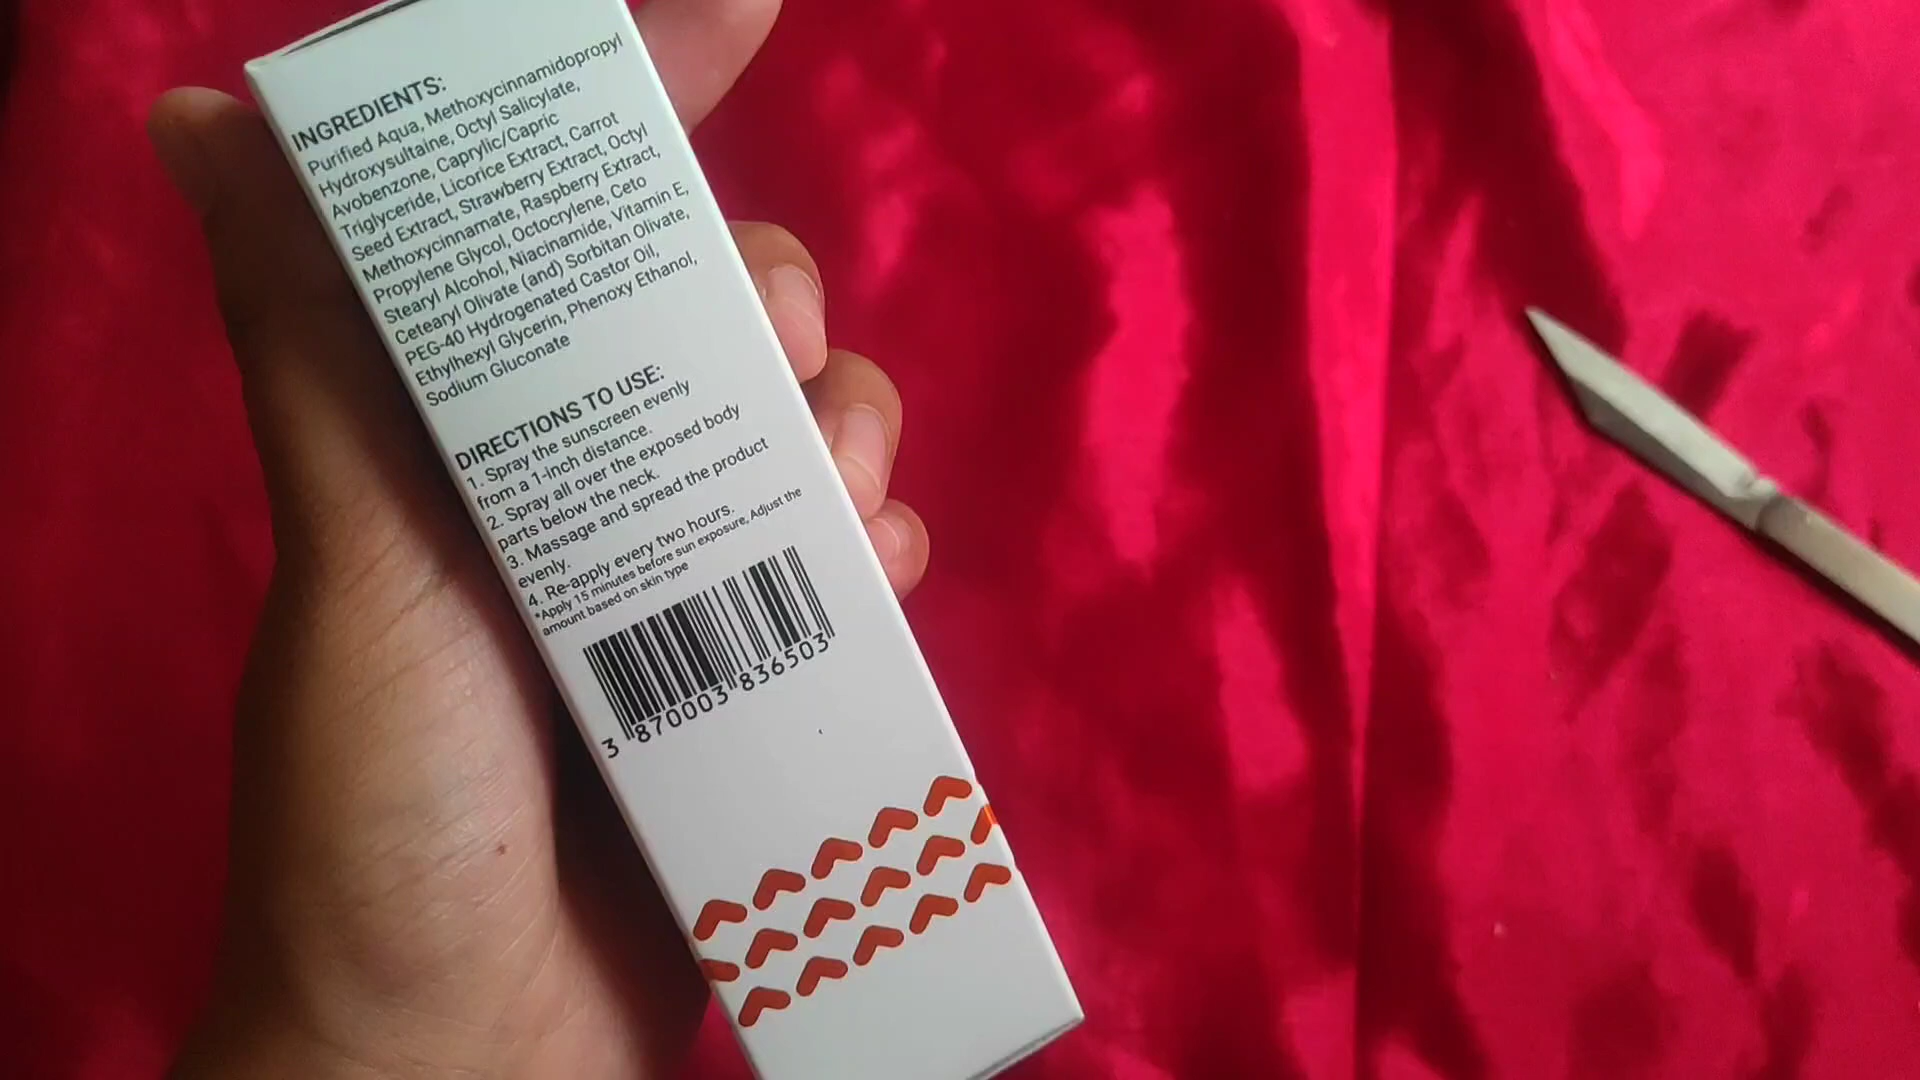 INGREDIENTS:
Purified Aqua, Methoxycinnamidopropyl
Hydroxysultaine, Octyl Salicylate,
Avobenzone, Caprylic/Capric
Triglyceride, Licorice Extract, Carrot
Seed Extract, Strawberry Extract, Octyl
Methoxycinnamate, Raspberry Extract,
Propylene Glycol, Octocrylene, Ceto
Stearyl Alcohol, Niacinamide, Vitamin E,
Cetearyl Olivate (and) Sorbitan Olivate,
PEG-40 Hydrogenated Castor Oil,
Ethylhexyl Glycerin, Phenoxy Ethanol,
Sodium Gluconate
DIRECTIONS TO USE:
1. Spray the sunscreen evenly
from a 1-inch distance.
2. Spray all over the exposed body
parts below the neck.
3. Massage and spread the product
evenly.
4. Re-apply every two hours.
*Apply 15 minutes before sun exposure, Adjust the
amount based on skin type
3 870003 836503